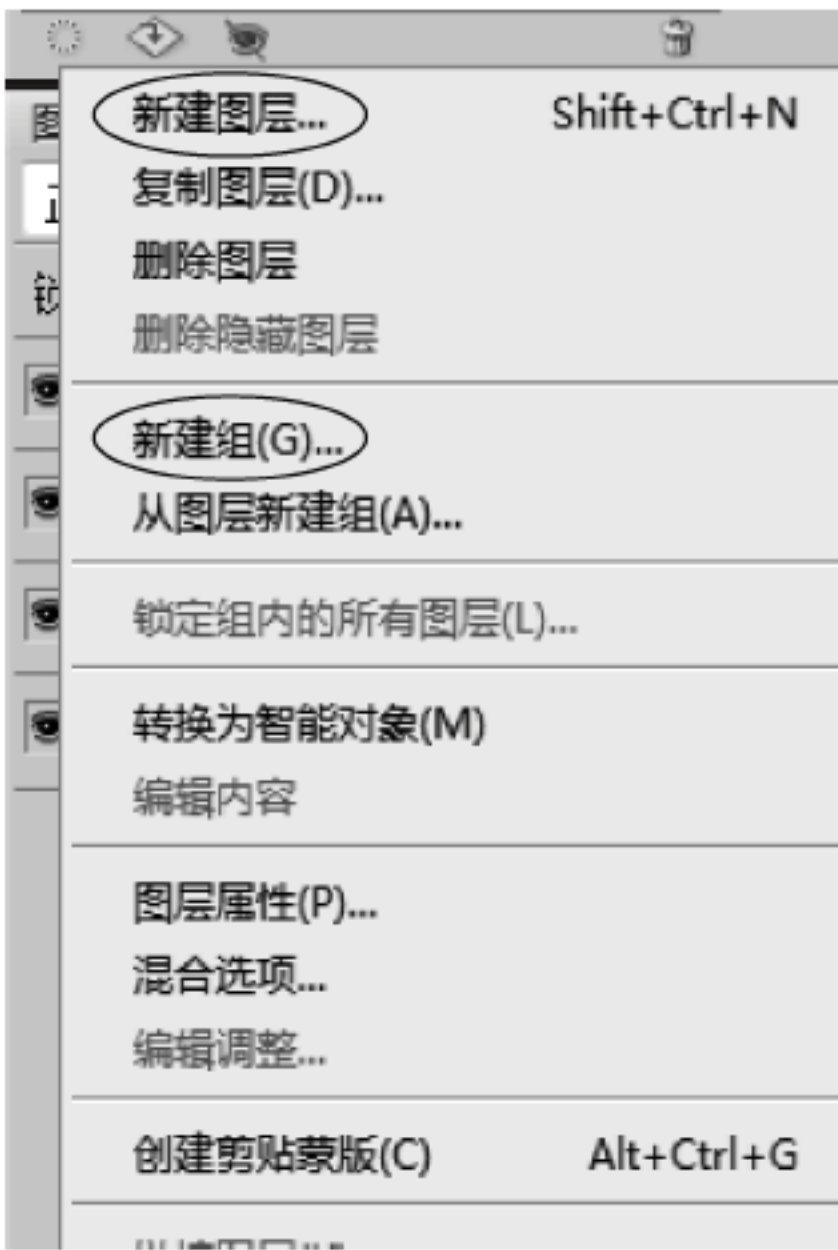 新建图层... Shift+Ctrl+N
复制图层(D)...
删除图层
删除隐藏图层
新建组(G)...
从图层新建组(A)...
锁定组内的所有图层(L)...
转换为智能对象(M)
编辑内容
图层属性(P)...
混合选项...
编辑调整...
创建剪贴蒙版(C) Alt+Ctrl+G